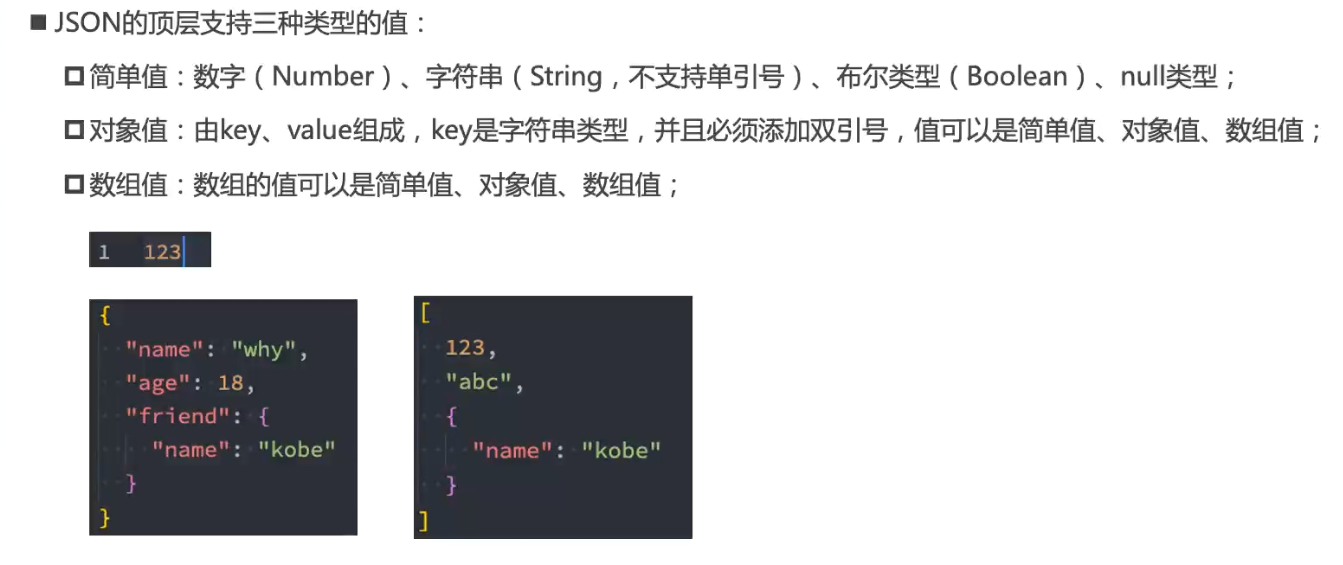 ■ JSON的顶层支持三种类型的值：
□ 简单值：数字（Number）、字符串（String，不支持单引号）、布尔类型（Boolean）、null类型；
□ 对象值：由key、value组成，key是字符串类型，并且必须添加双引号，值可以是简单值、对象值、数组值；
□ 数组值：数组的值可以是简单值、对象值、数组值；
1 123
{
"name": "why",
"age": 18,
"friend": {
"name": "kobe"
}
}
[
123,
"abc",
{
"name": "kobe"
}
]